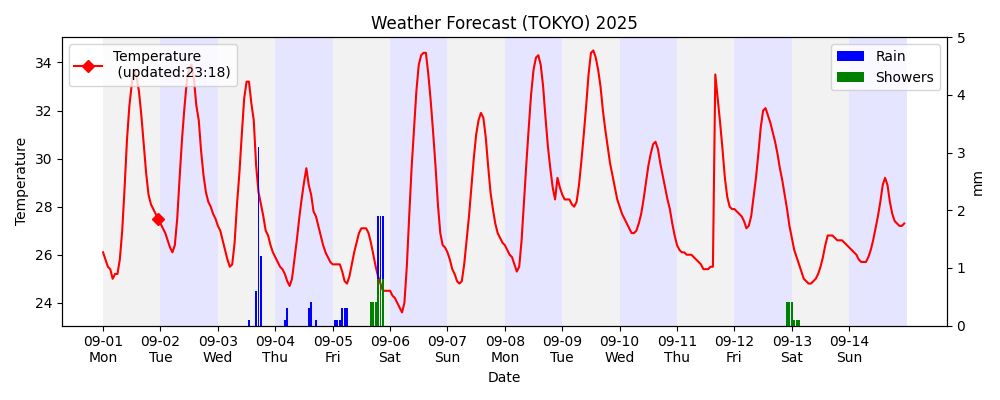 Weather Forecast (TOKYO) 2025
Temperature
(updated:23:18)
Rain
Showers
Temperature
34
32
30
28
26
24
5
4
3
2
1
0
mm
09-01 09-02 09-03 09-04 09-05 09-06 09-07 09-08 09-09 09-10 09-11 09-12 09-13 09-14
Mon Tue Wed Thu Fri Sat Sun Mon Tue Wed Thu Fri Sat Sun
Date